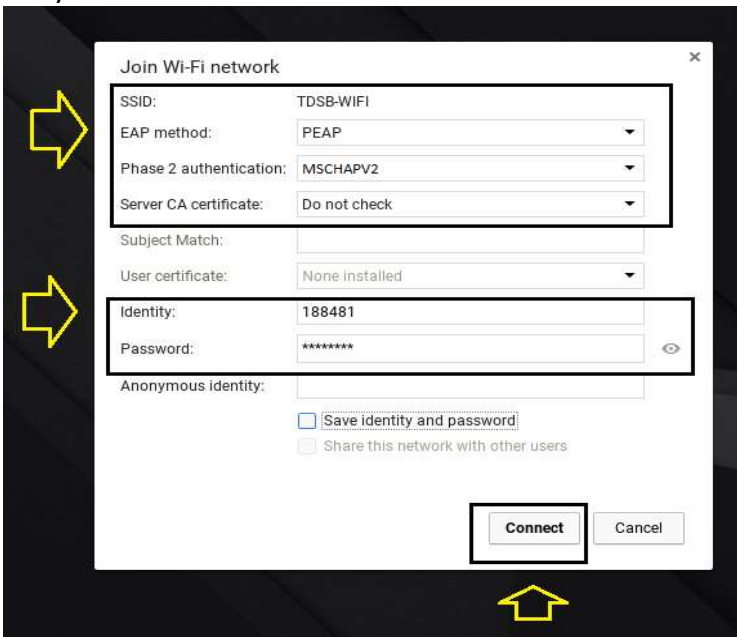 Join Wi-Fi network ×
SSID: TDSB-WIFI
EAP method: PEAP
Phase 2 authentication: MSCHAPV2
Server CA certificate: Do not check
Subject Match:
User certificate: None installed
Identity: 188481
Password: ********
Anonymous identity:
Save identity and password
Share this network with other users
Connect Cancel